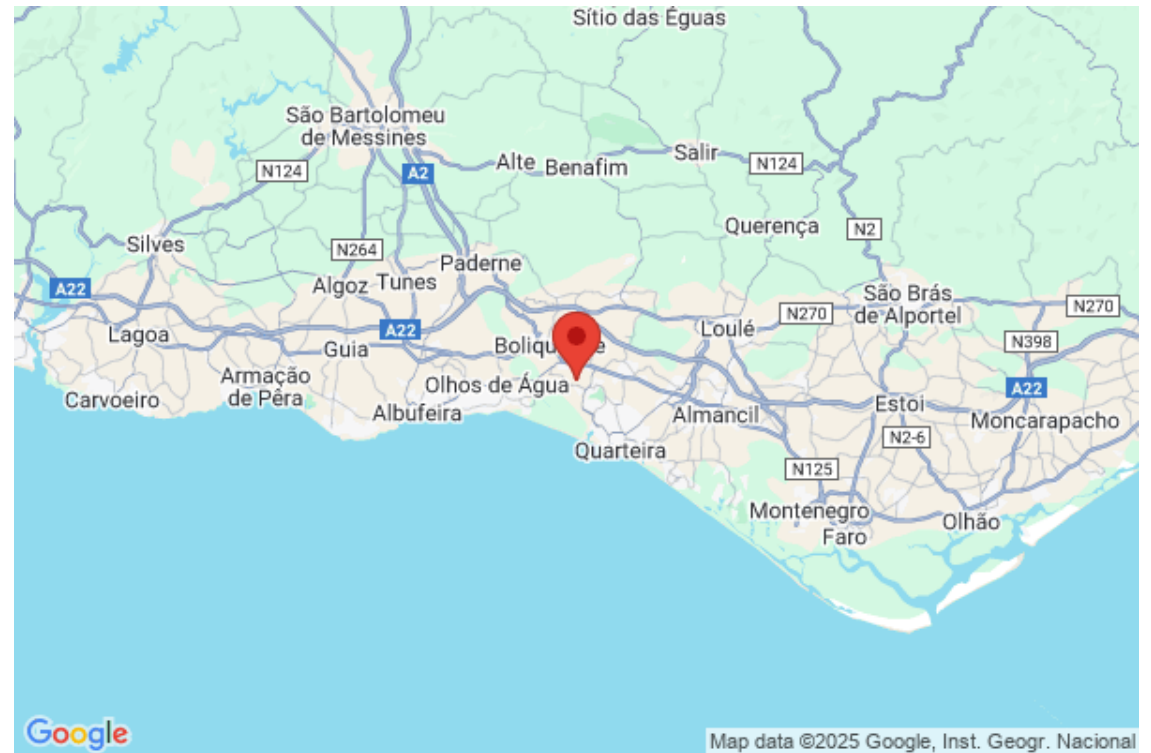 Sítio das Éguas
São Bartolomeu
de Messines
N124
A2
Alte
Benafim
Salir
N124
Querença
N2
Silves
N264
Paderne
Algoz
Tunes
A22
São Brás
de Alportel
N270
N270
Lagoa
A22
Guia
Loulé
N398
Armação
de Pêra
Olhos de Água
A22
Carvoeiro
Albufeira
Almancil
Estoi
Moncarapacho
N2-6
Quarteira
N125
Montenegro
Faro
Olhão
Google
Map data ©2025 Google, Inst. Geogr. Nacional